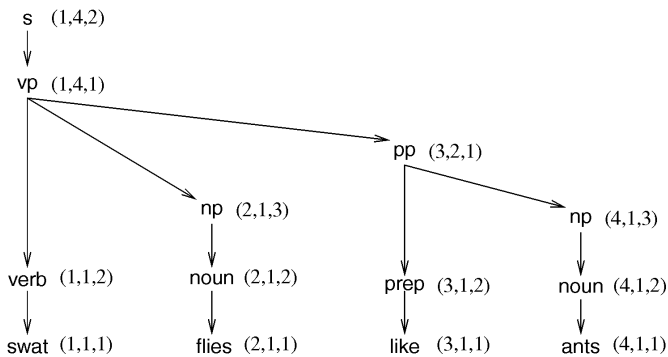 s (1,4,2)
vp (1,4,1)
pp (3,2,1)
np (2,1,3)
np (4,1,3)
verb (1,1,2) noun (2,1,2) prep (3,1,2) noun (4,1,2)
swat (1,1,1) flies (2,1,1) like (3,1,1) ants (4,1,1)